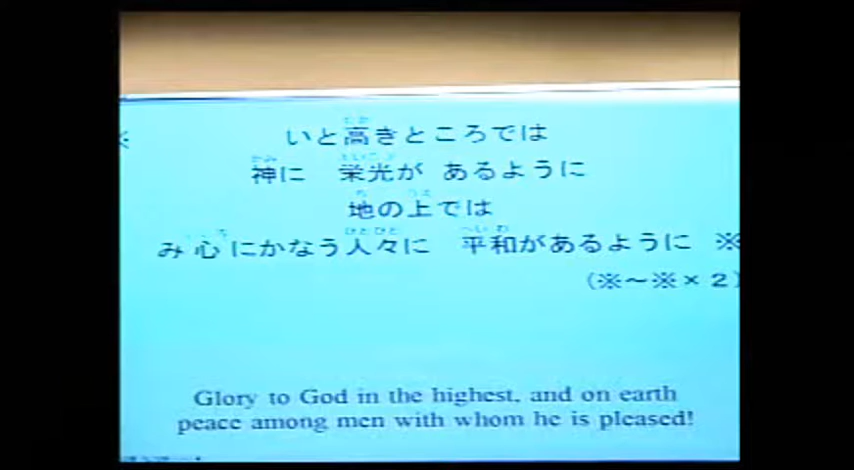 ※ いと高きところでは
神に 栄光が あるように
地の上では
み心にかなう人々に 平和があるように ※
(※〜※×2)
Glory to God in the highest, and on earth
peace among men with whom he is pleased!